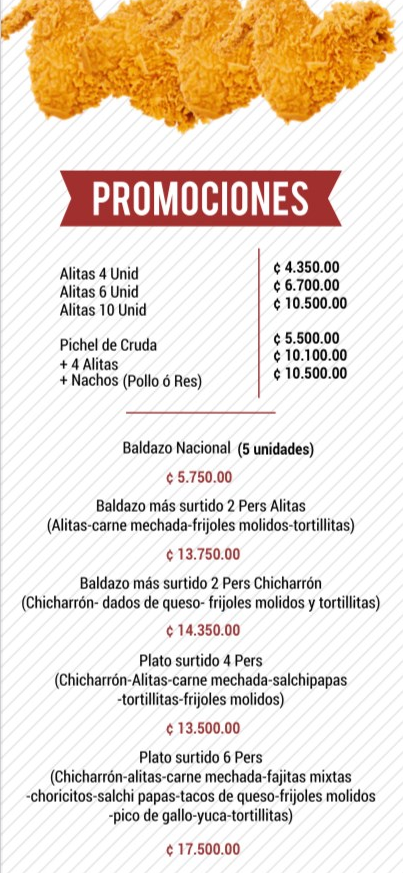 PROMOCIONES
Alitas 4 Unid ¢ 4.350.00
Alitas 6 Unid ¢ 6.700.00
Alitas 10 Unid ¢ 10.500.00
Pichel de Cruda ¢ 5.500.00
+ 4 Alitas ¢ 10.100.00
+ Nachos (Pollo ó Res) ¢ 10.500.00
Baldazo Nacional (5 unidades)
¢ 5.750.00
Baldazo más surtido 2 Pers Alitas
(Alitas-carne mechada-frijoles molidos-tortillitas)
¢ 13.750.00
Baldazo más surtido 2 Pers Chicharrón
(Chicharrón- dados de queso- frijoles molidos y tortillitas)
¢ 14.350.00
Plato surtido 4 Pers
(Chicharrón-Alitas-carne mechada-salchipapas
-tortillitas-frijoles molidos)
¢ 13.500.00
Plato surtido 6 Pers
(Chicharrón-alitas-carne mechada-fajitas mixtas
-choricitos-salchi papas-tacos de queso-frijoles molidos
-pico de gallo-yuca-tortillitas)
¢ 17.500.00